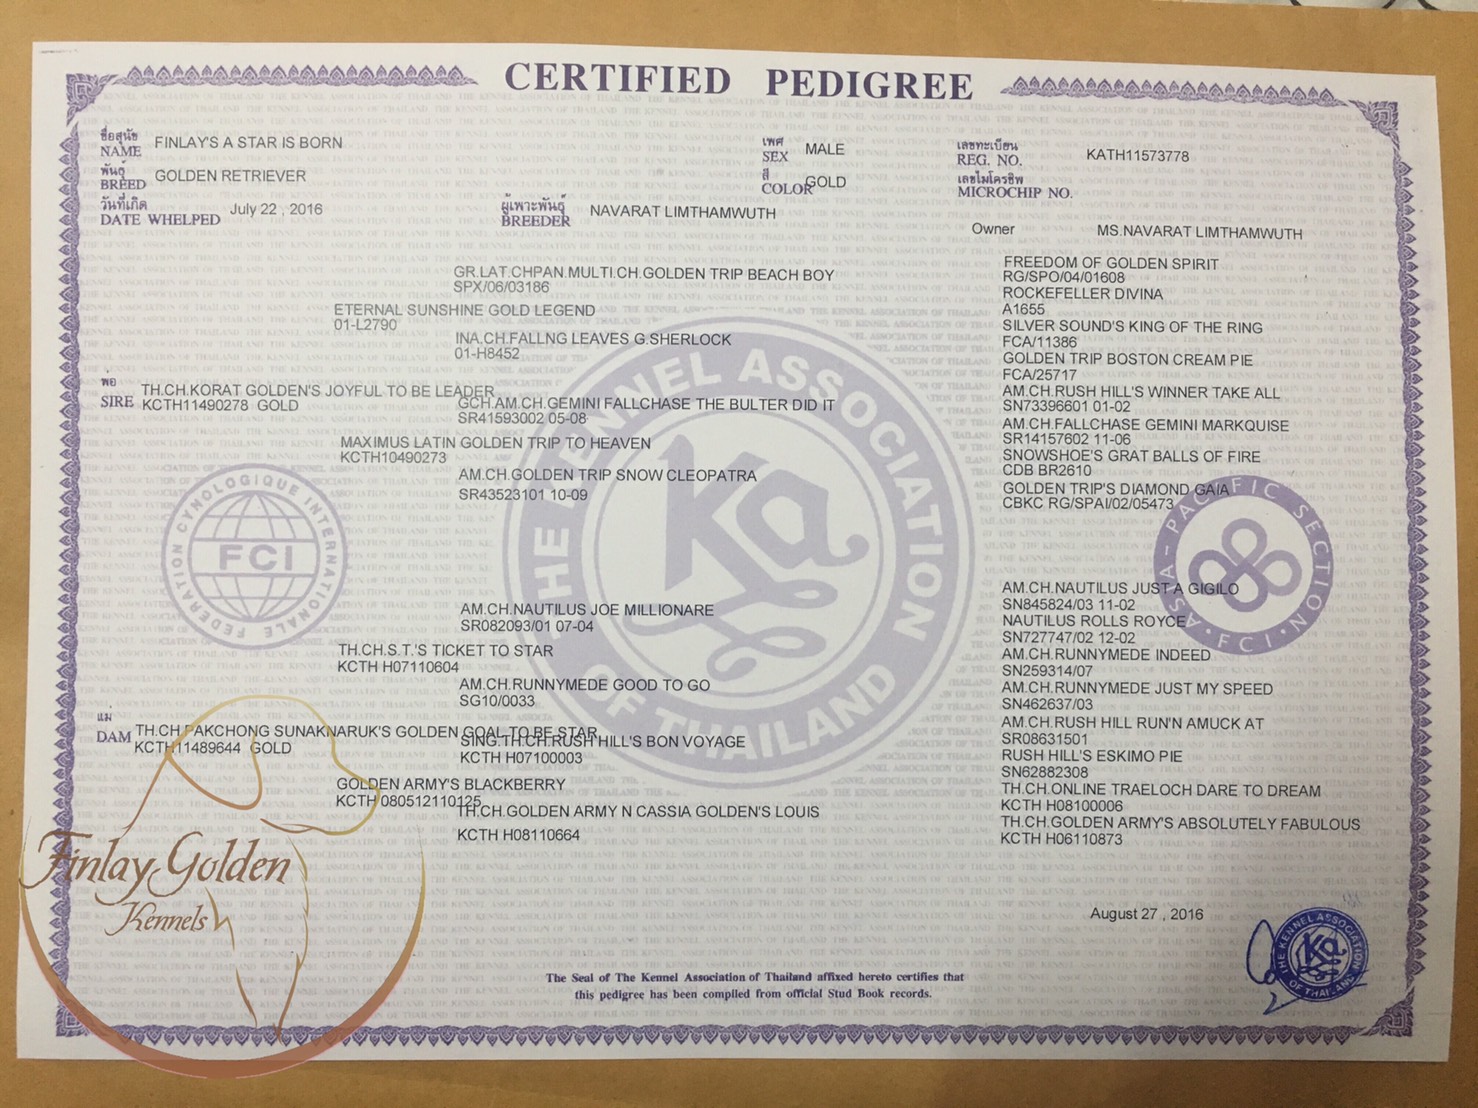 CERTIFIED PEDIGREE
ชื่อสุนัข
NAME FINLAY'S A STAR IS BORN
เพศ
SEX MALE
เลขทะเบียน
REG. NO. KATH11573778
พันธุ์
BREED GOLDEN RETRIEVER
สี
COLOR GOLD
เลขไมโครชิพ
MICROCHIP NO.
วันที่เกิด
DATE WHELPED July 22 , 2016
ผู้เพาะพันธุ์
BREEDER NAVARAT LIMTHAMWUTH
Owner MS.NAVARAT LIMTHAMWUTH
พ่อ
SIRE TH.CH.KORAT GOLDEN'S JOYFUL TO BE LEADER
KCTH11490278 GOLD
ETERNAL SUNSHINE GOLD LEGEND
01-L2790
MAXIMUS LATIN GOLDEN TRIP TO HEAVEN
KCTH10490273
GR.LAT.CHPAN.MULTI.CH.GOLDEN TRIP BEACH BOY
SPX/06/03186
INA.CH.FALLNG LEAVES G.SHERLOCK
01-H8452
GCH.AM.CH.GEMINI FALLCHASE THE BULTER DID IT
SR41593002 05-08
AM.CH.GOLDEN TRIP SNOW CLEOPATRA
SR43523101 10-09
FREEDOM OF GOLDEN SPIRIT
RG/SPO/04/01608
ROCKEFELLER DIVINA
A1655
SILVER SOUND'S KING OF THE RING
FCA/11386
GOLDEN TRIP BOSTON CREAM PIE
FCA/25717
AM.CH.RUSH HILL'S WINNER TAKE ALL
SN73396601 01-02
AM.CH.FALLCHASE GEMINI MARKQUISE
SR14157602 11-06
SNOWSHOE'S GRAT BALLS OF FIRE
CDB BR2610
GOLDEN TRIP'S DIAMOND GAIA
CBKC RG/SPAI/02/05473
แม่
DAM TH.CH.PAKCHONG SUNAKNARUK'S GOLDEN GOAL TO BE STAR
KCTH11489644 GOLD
TH.CH.S.T.'S TICKET TO STAR
KCTH H07110604
GOLDEN ARMY'S BLACKBERRY
KCTH 080512110125
AM.CH.NAUTILUS JOE MILLIONARE
SR082093/01 07-04
AM.CH.RUNNYMEDE GOOD TO GO
SG10/0033
SING.TH.CH.RUSH HILL'S BON VOYAGE
KCTH H07100003
TH.CH.GOLDEN ARMY N CASSIA GOLDEN'S LOUIS
KCTH H08110664
AM.CH.NAUTILUS JUST A GIGILO
SN845824/03 11-02
NAUTILUS ROLLS ROYCE
SN727747/02 12-02
AM.CH.RUNNYMEDE INDEED
SN259314/07
AM.CH.RUNNYMEDE JUST MY SPEED
SN462637/03
AM.CH.RUSH HILL RUN'N AMUCK AT
SR08631501
RUSH HILL'S ESKIMO PIE
SN62882308
TH.CH.ONLINE TRAELOCH DARE TO DREAM
KCTH H08100006
TH.CH.GOLDEN ARMY'S ABSOLUTELY FABULOUS
KCTH H06110873
THE KENNEL ASSOCIATION OF THAILAND
Ka
FEDERATION CYNOLOGIQUE INTERNATIONALE
FCI
ASIA-PACIFIC SECTION
FCI
Finlay Golden
Kennels
August 27 , 2016
THE KENNEL ASSOCIATION OF THAILAND
Ka
The Seal of The Kennel Association of Thailand affixed hereto certifies that
this pedigree has been compiled from official Stud Book records.